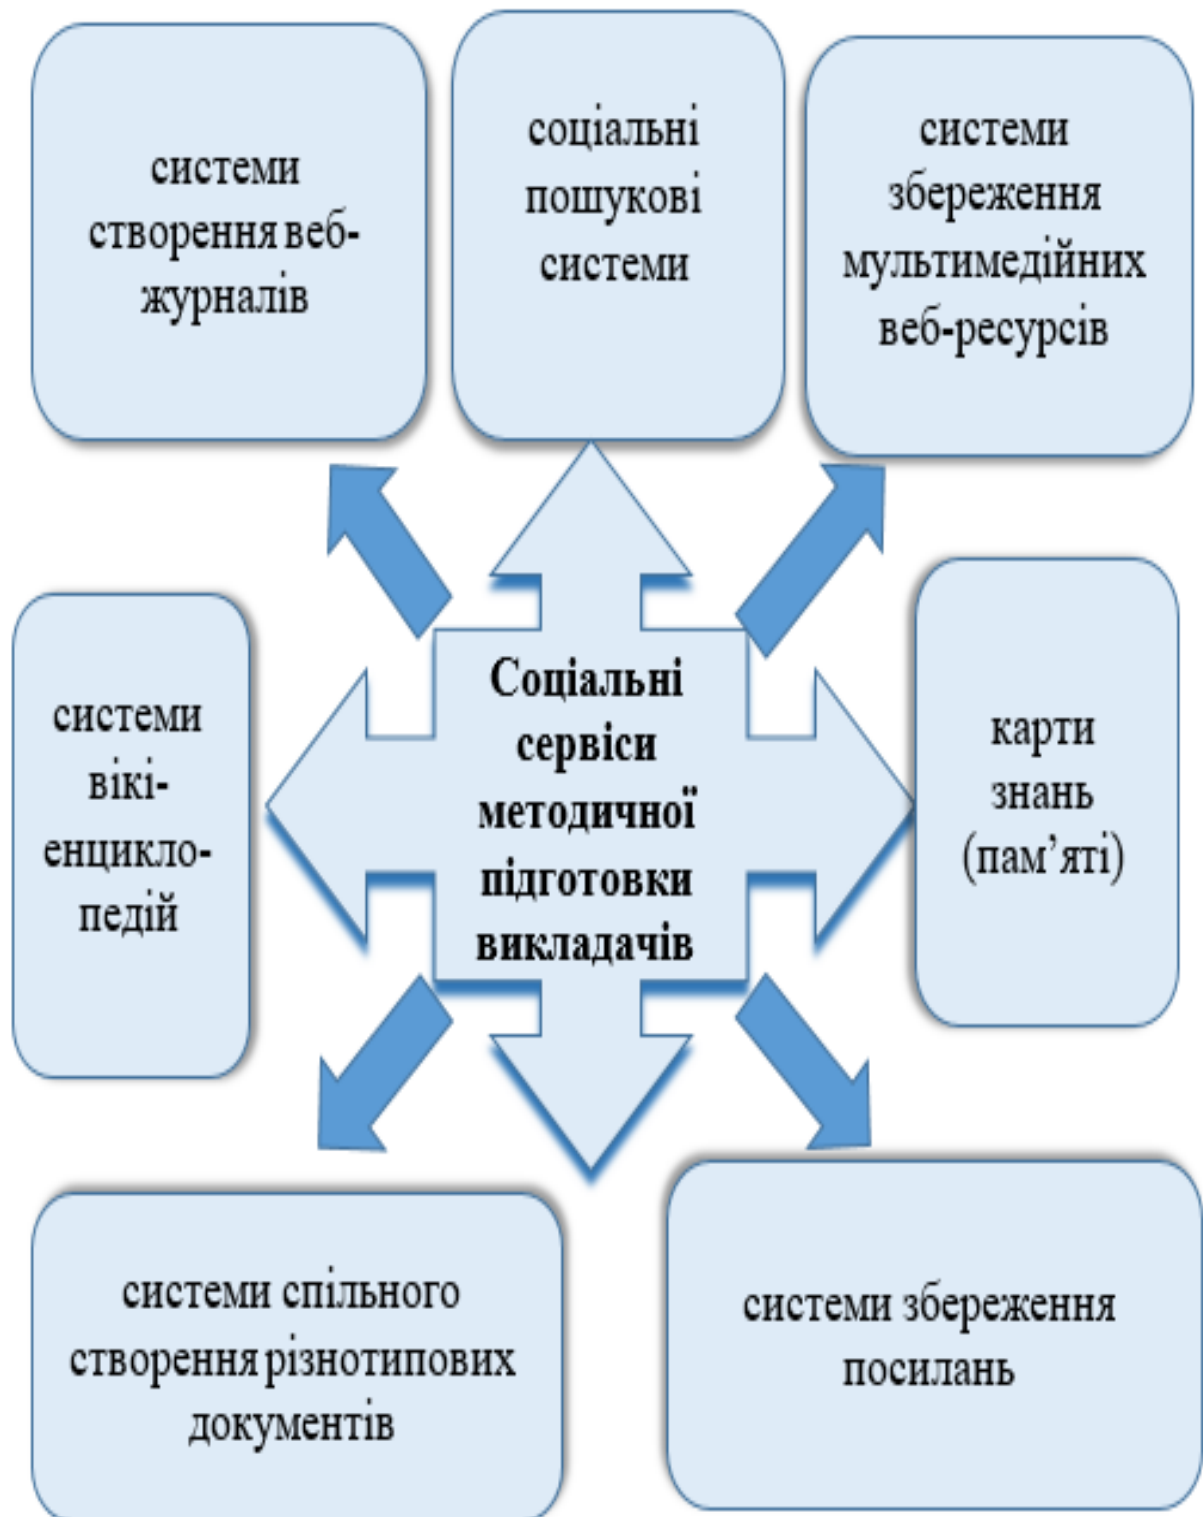 системи
створення веб-
журналів
соціальні
пошукові
системи
системи
збереження
мультимедійних
веб-ресурсів
системи
вікі-
енцикло-
педій
Соціальні
сервіси
методичної
підготовки
викладачів
карти
знань
(пам’яті)
системи спільного
створення різнотипових
документів
системи збереження
посилань